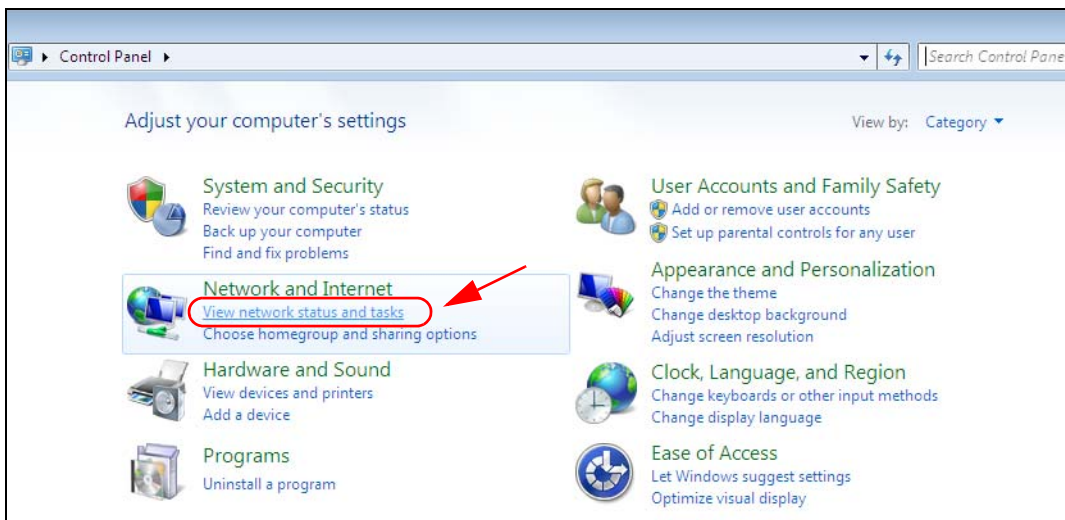 Control Panel
Search Control Pane
Adjust your computer's settings
View by: Category
System and Security
Review your computer's status
Back up your computer
Find and fix problems
Network and Internet
View network status and tasks
Choose homegroup and sharing options
Hardware and Sound
View devices and printers
Add a device
Programs
Uninstall a program
User Accounts and Family Safety
Add or remove user accounts
Set up parental controls for any user
Appearance and Personalization
Change the theme
Change desktop background
Adjust screen resolution
Clock, Language, and Region
Change keyboards or other input methods
Change display language
Ease of Access
Let Windows suggest settings
Optimize visual display